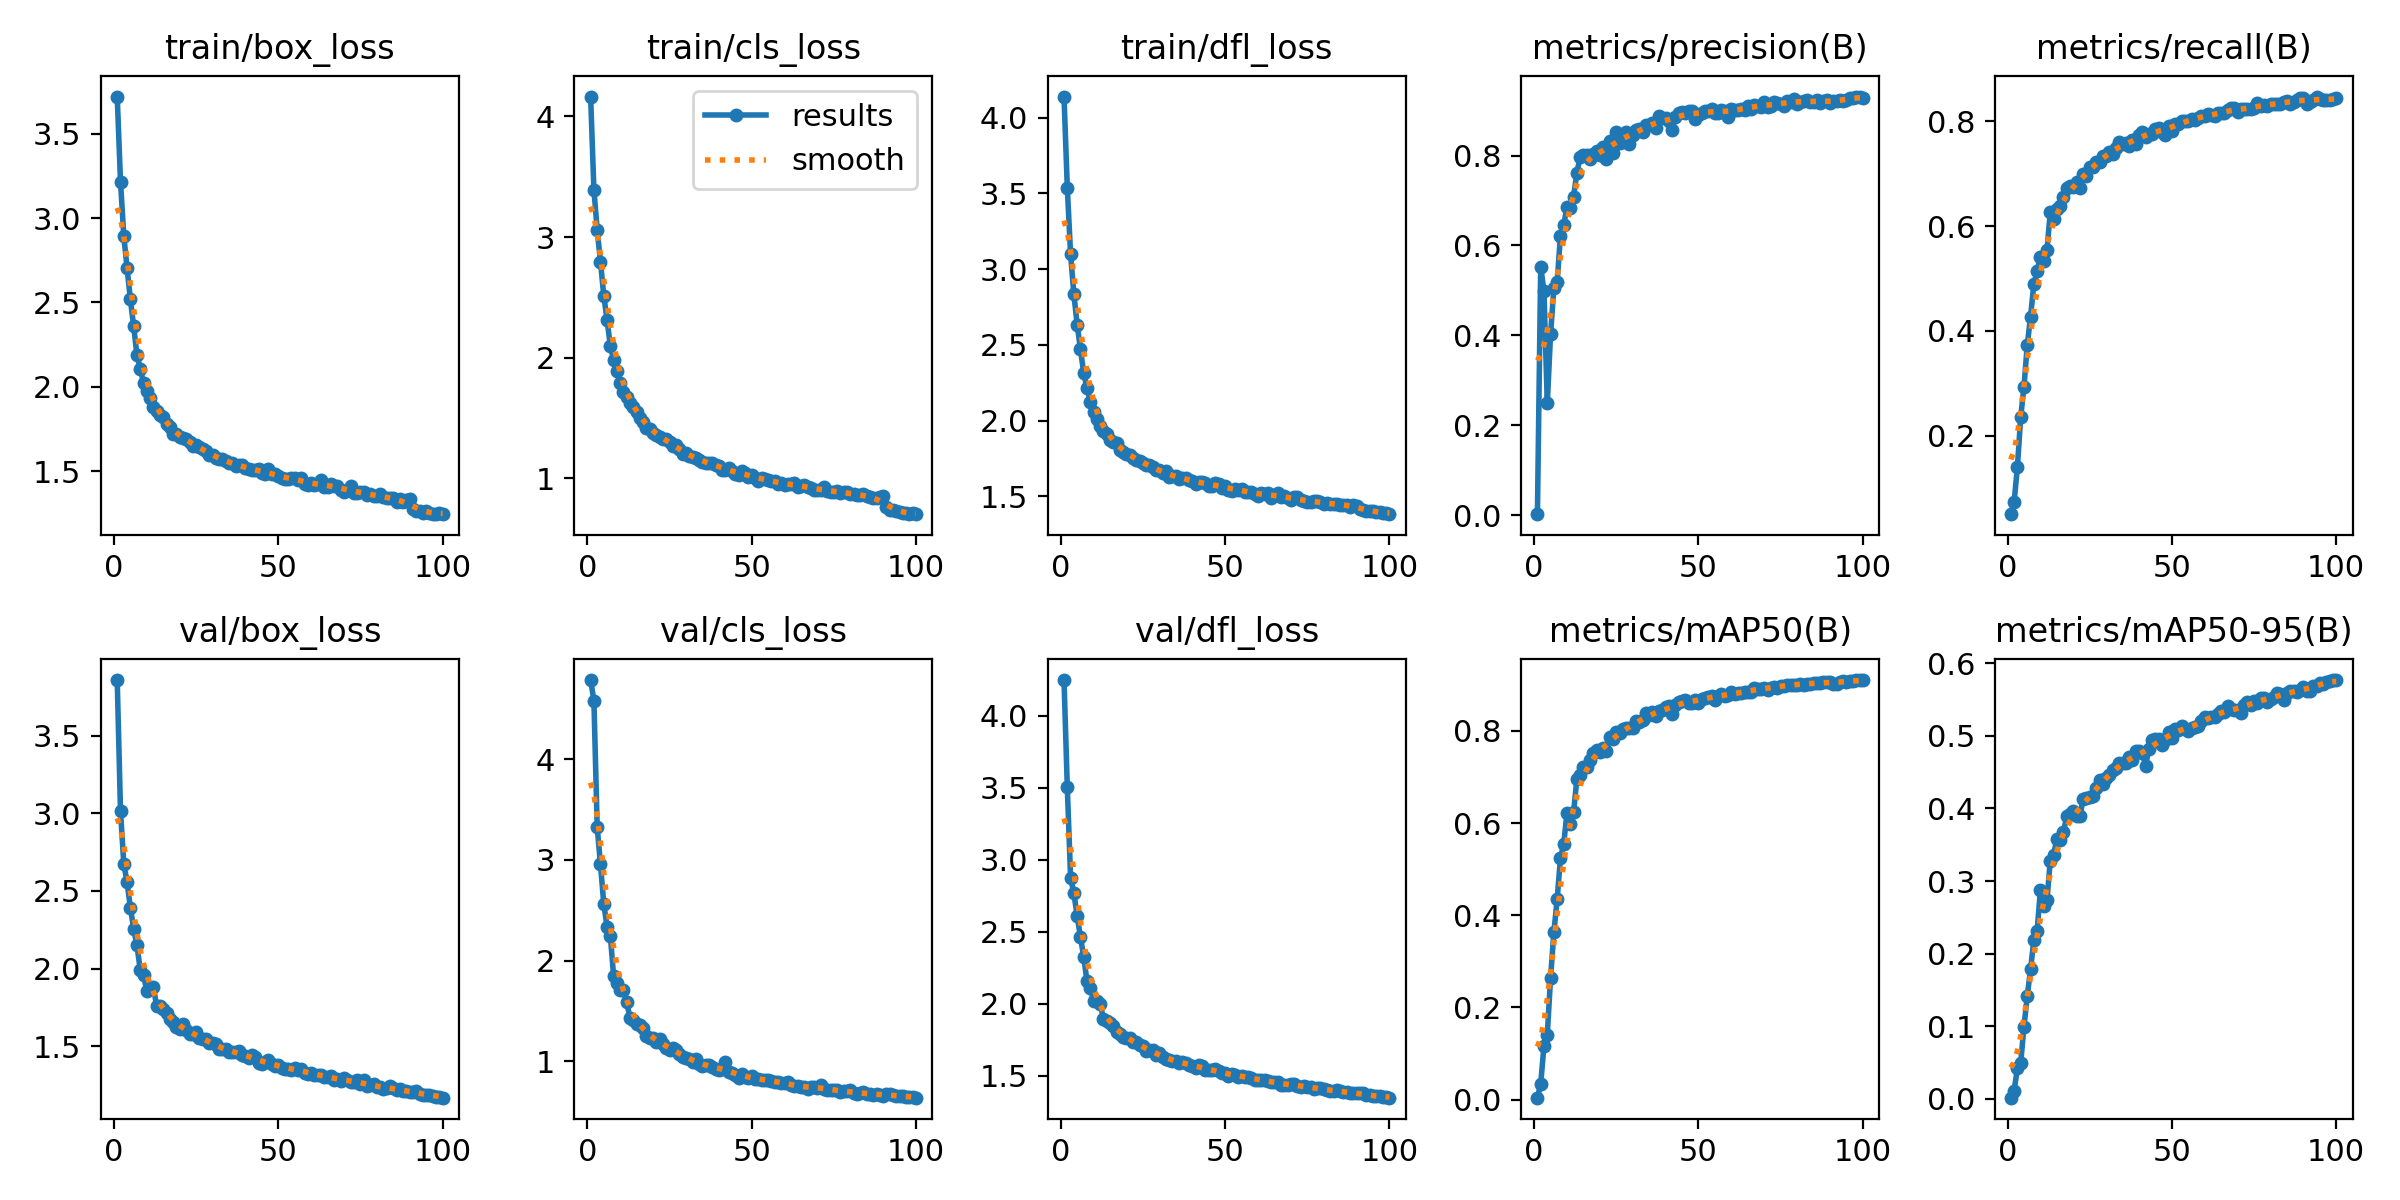 train/box_loss
train/cls_loss
train/dfl_loss
metrics/precision(B)
metrics/recall(B)
3.5
3.0
2.5
2.0
1.5
0 50 100
4
3
2
1
0 50 100
results
smooth
4.0
3.5
3.0
2.5
2.0
1.5
0 50 100
0.8
0.6
0.4
0.2
0.0
0 50 100
0.8
0.6
0.4
0.2
0 50 100
val/box_loss
val/cls_loss
val/dfl_loss
metrics/mAP50(B)
metrics/mAP50-95(B)
3.5
3.0
2.5
2.0
1.5
0 50 100
4
3
2
1
0 50 100
4.0
3.5
3.0
2.5
2.0
1.5
0 50 100
0.8
0.6
0.4
0.2
0.0
0 50 100
0.6
0.5
0.4
0.3
0.2
0.1
0.0
0 50 100